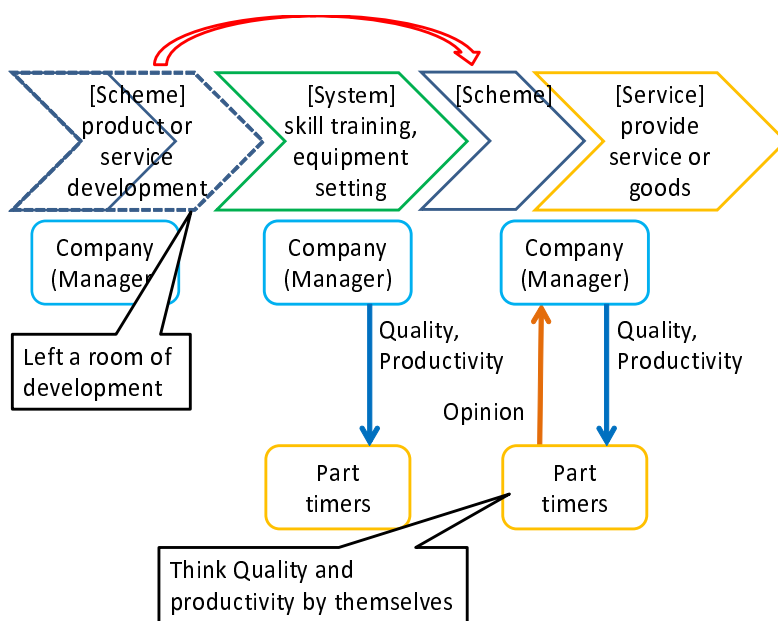 [Scheme]
product or
service
development
[System]
skill training,
equipment
setting
[Scheme]
[Service]
provide
service or
goods
Company
(Manager
Company
(Manager)
Company
(Manager)
Left a room of
development
Quality,
Productivity
Opinion
Quality,
Productivity
Part
timers
Part
timers
Think Quality and
productivity by themselves